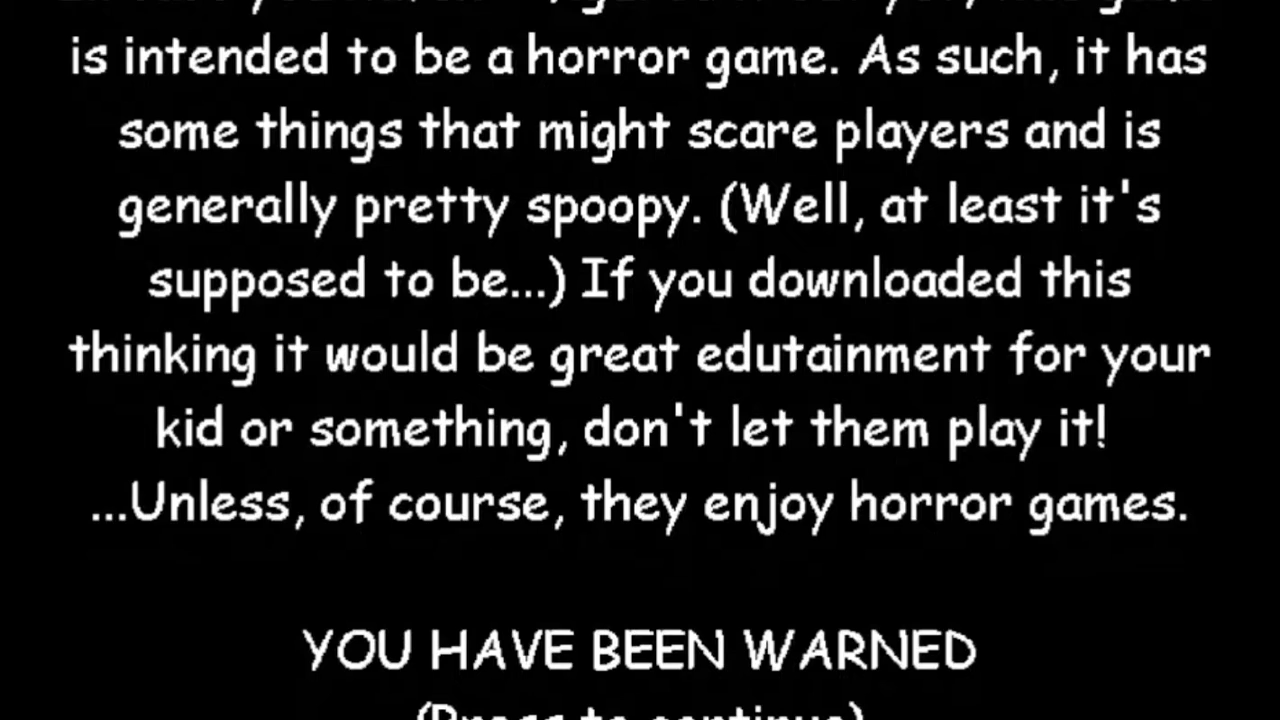 is intended to be a horror game. As such, it has
some things that might scare players and is
generally pretty spoopy. (Well, at least it's
supposed to be...) If you downloaded this
thinking it would be great edutainment for your
kid or something, don't let them play it!
...Unless, of course, they enjoy horror games.
YOU HAVE BEEN WARNED
(Press to continue)